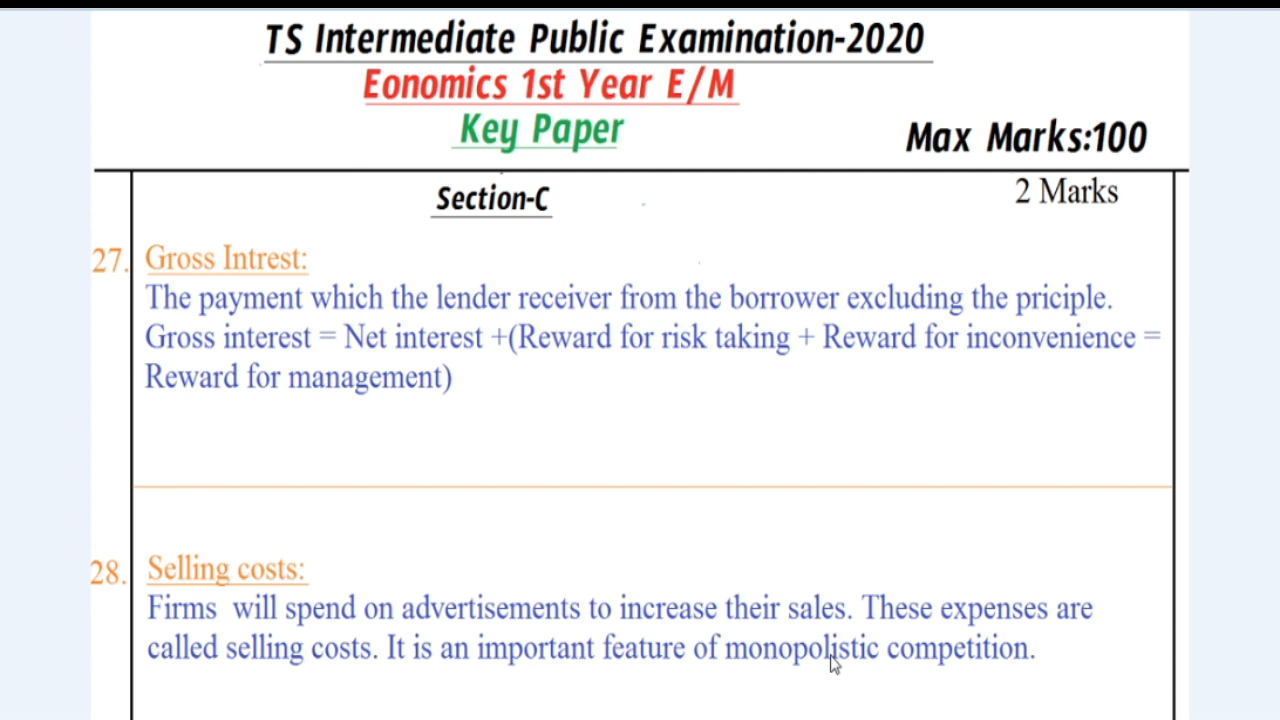 TS Intermediate Public Examination-2020
Eonomics 1st Year E/M
Key Paper
Max Marks:100
Section-C
2 Marks
27. Gross Intrest:
The payment which the lender receiver from the borrower excluding the priciple.
Gross interest = Net interest +(Reward for risk taking + Reward for inconvenience =
Reward for management)
28. Selling costs:
Firms will spend on advertisements to increase their sales. These expenses are
called selling costs. It is an important feature of monopolistic competition.